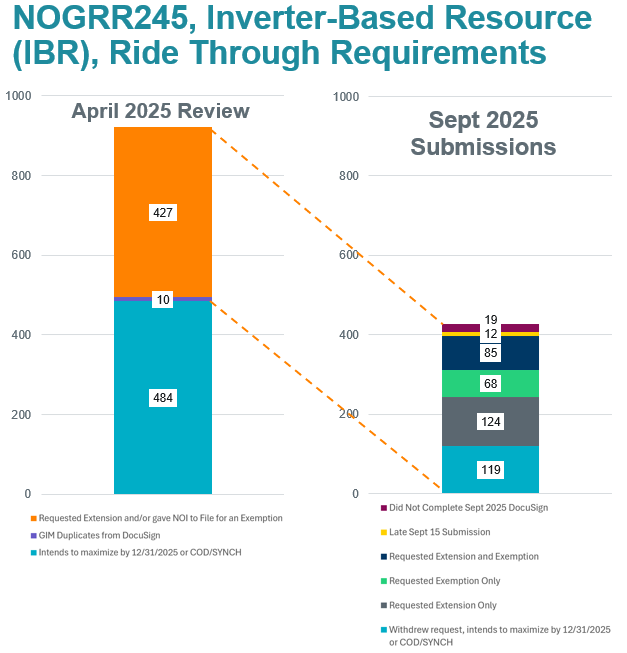 NOGRR245, Inverter-Based Resource
(IBR), Ride Through Requirements
April 2025 Review
1000
800
600
400
200
0
427
10
484
Requested Extension and/or gave NOI to File for an Exemption
GIM Duplicates from DocuSign
Intends to maximize by 12/31/2025 or COD/SYNCH
Sept 2025
Submissions
1000
800
600
400
200
0
19
12
85
68
124
119
Did Not Complete Sept 2025 DocuSign
Late Sept 15 Submission
Requested Extension and Exemption
Requested Exemption Only
Requested Extension Only
Withdrew request, intends to maximize by 12/31/2025
or COD/SYNCH